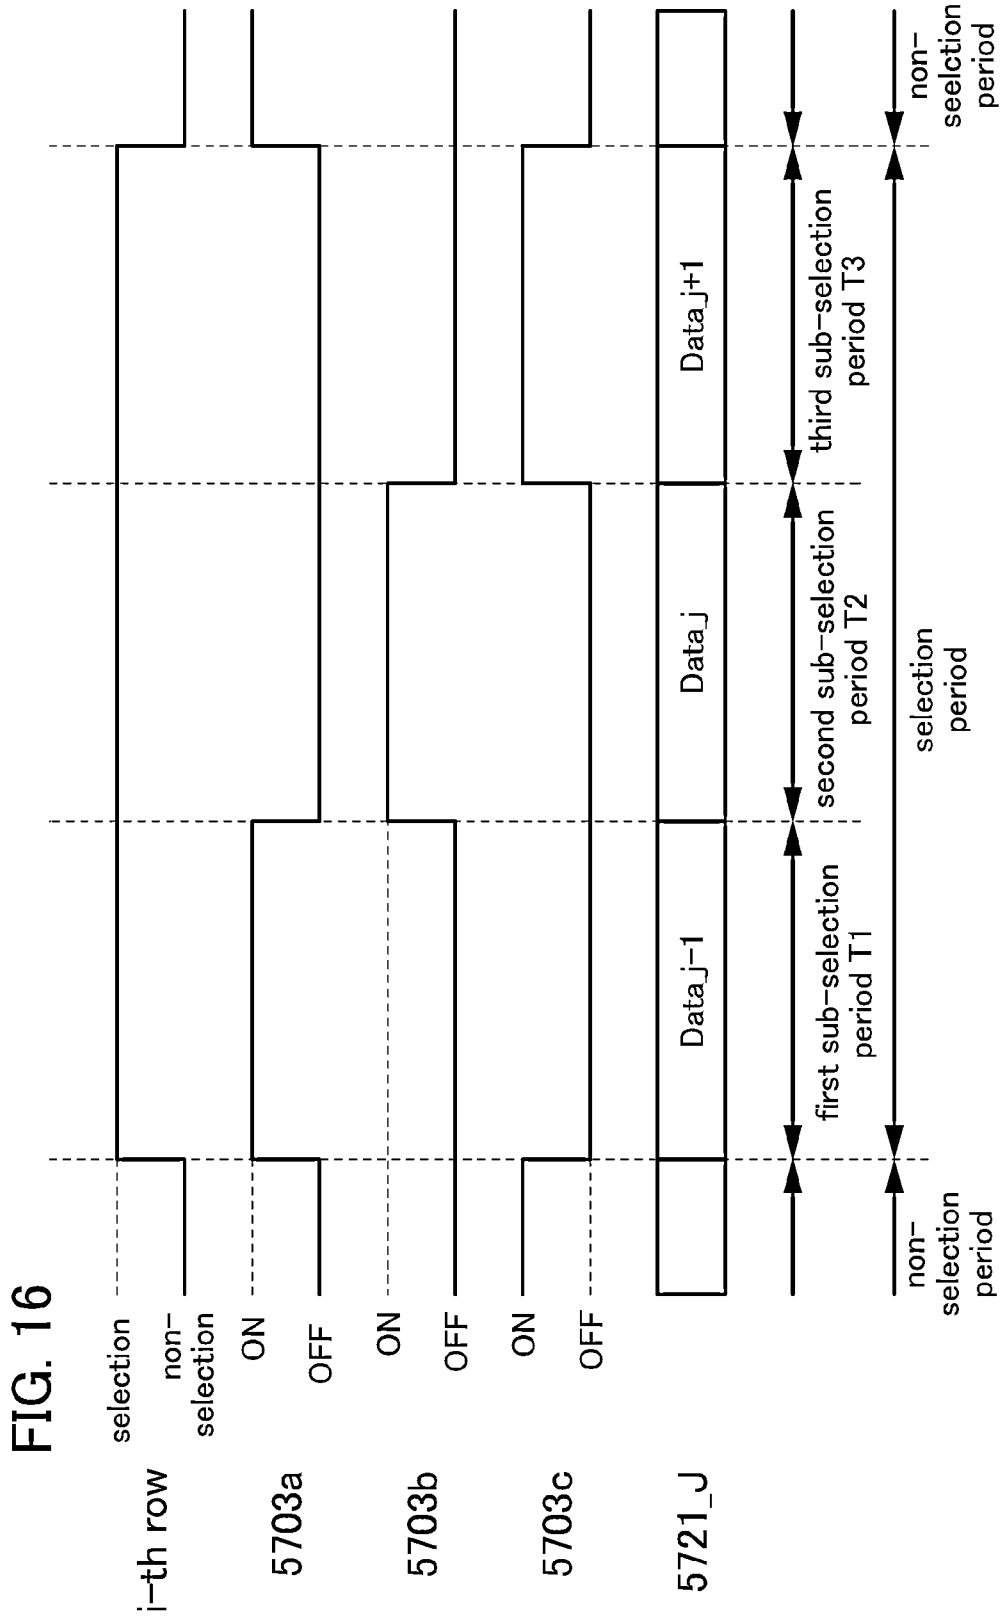 FIG. 16
i-th row
selection
non-
selection
5703a
ON
OFF
5703b
ON
OFF
5703c
ON
OFF
5721_J
Data_j-1
Data_j
Data_j+1
first sub-selection
period T1
second sub-selection
period T2
third sub-selection
period T3
non-
selection
period
selection
period
non-
seelction
period